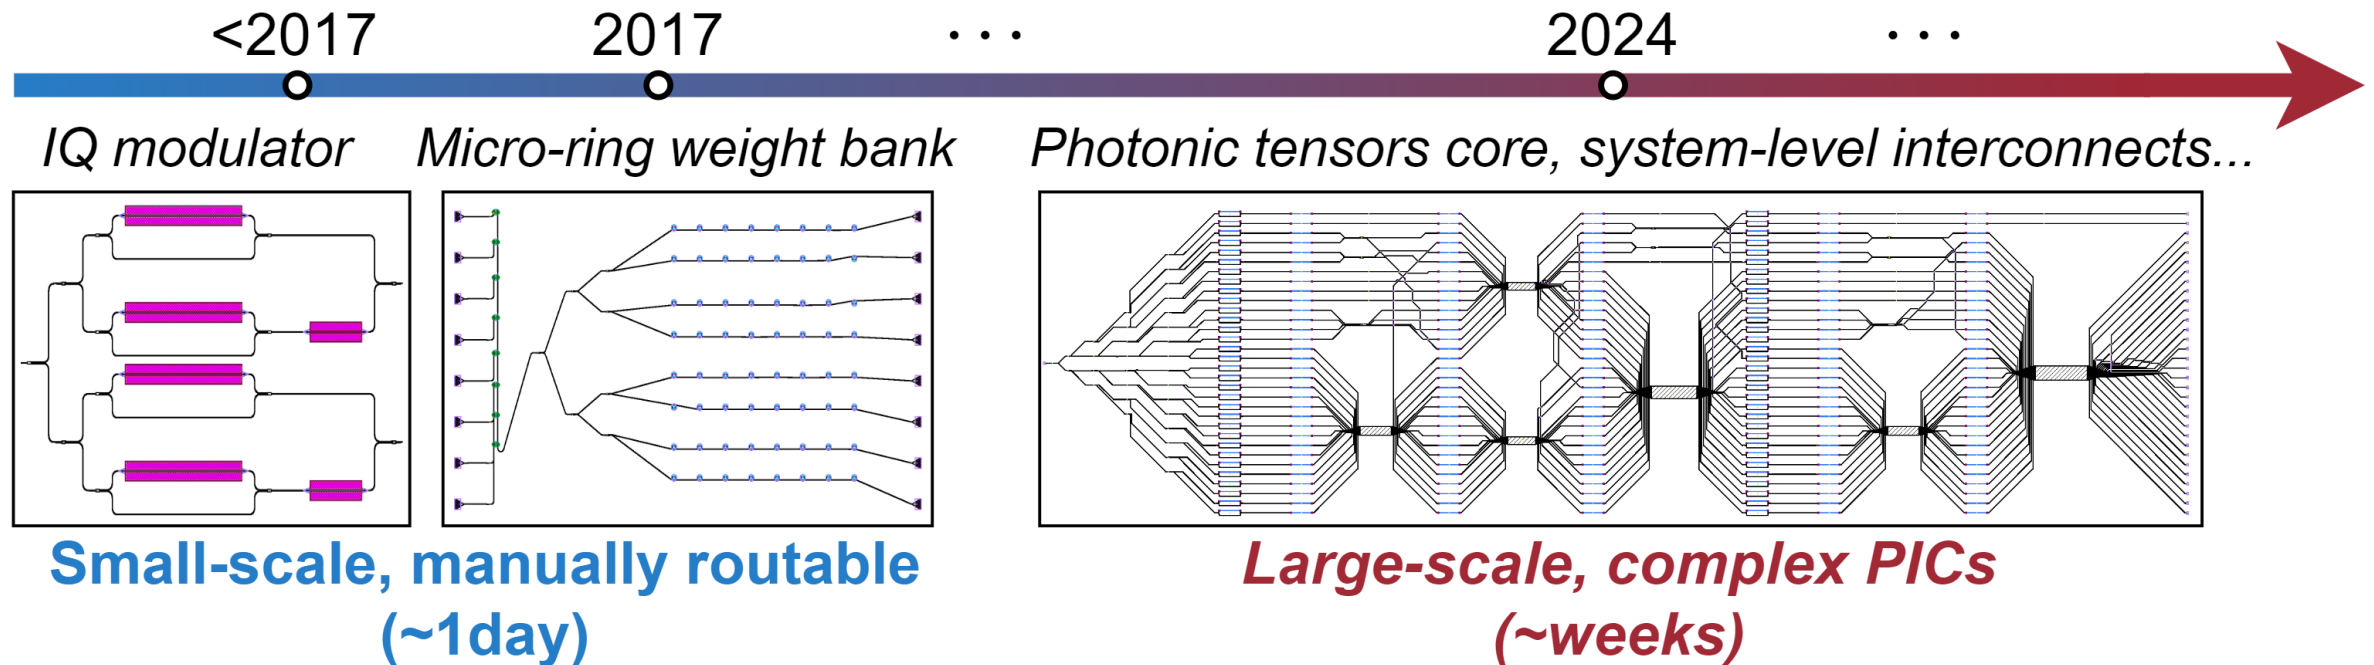 <2017
2017
...
2024
...
IQ modulator
Micro-ring weight bank
Photonic tensors core, system-level interconnects...
Small-scale, manually routable
(~1day)
Large-scale, complex PICs
(~weeks)